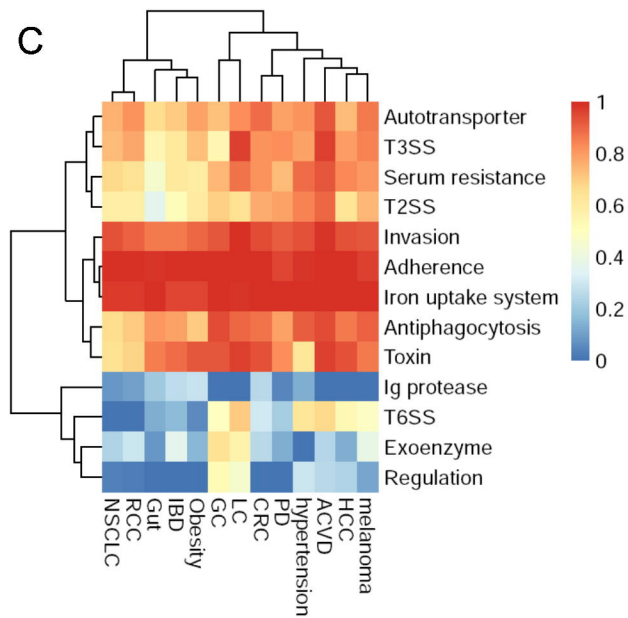 C
Autotransporter
T3SS
Serum resistance
T2SS
Invasion
Adherence
Iron uptake system
Antiphagocytosis
Toxin
Ig protease
T6SS
Exoenzyme
Regulation
1
0.8
0.6
0.4
0.2
0
NSCLC
RCC
Gut
IBD
Obesity
GC
LC
CRC
PD
hypertension
ACVD
HCC
melanoma